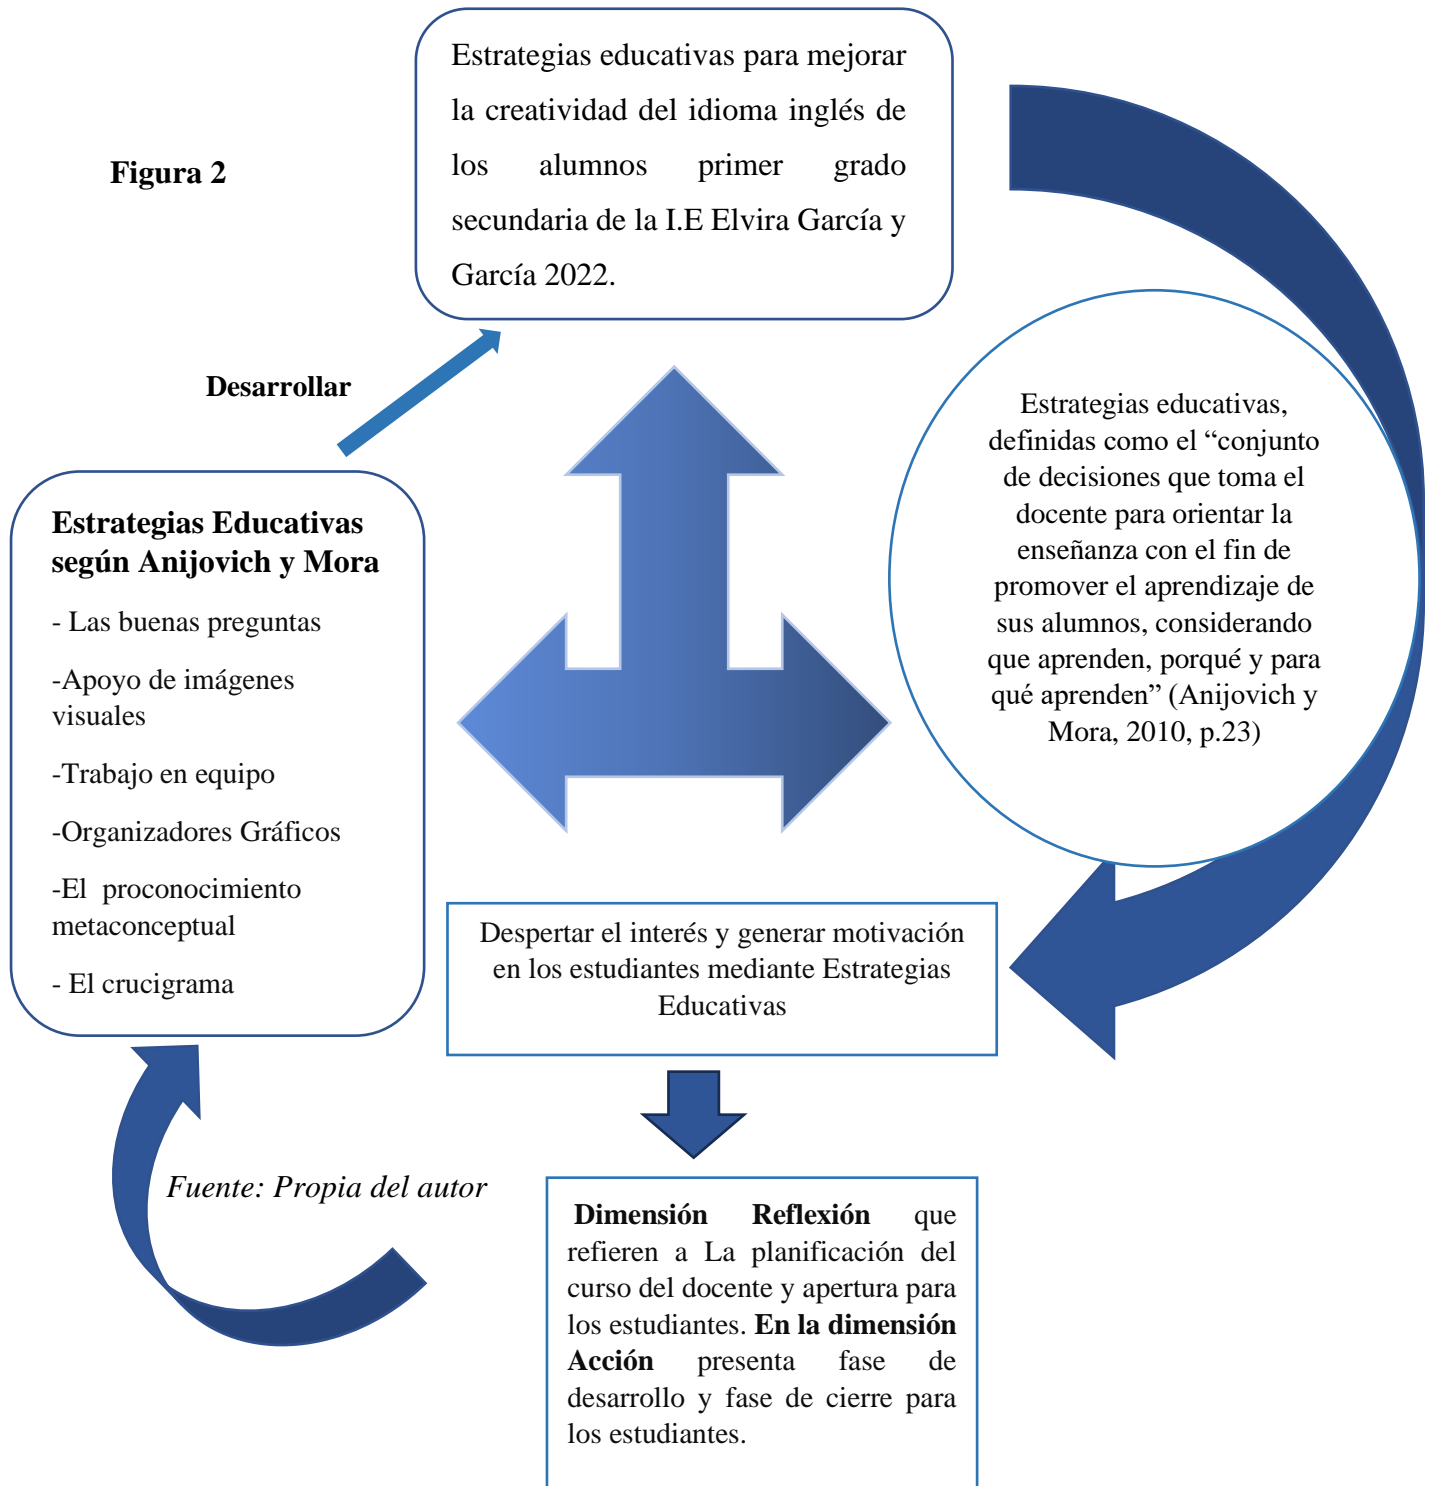 Estrategias educativas para mejorar
la creatividad del idioma inglés de
los alumnos primer grado
secundaria de la I.E Elvira García y
García 2022.
Figura 2
Desarrollar
Estrategias educativas,
definidas como el “conjunto
de decisiones que toma el
docente para orientar la
enseñanza con el fin de
promover el aprendizaje de
sus alumnos, considerando
que aprenden, porqué y para
qué aprenden” (Anijovich y
Mora, 2010, p.23)
Estrategias Educativas
según Anijovich y Mora
- Las buenas preguntas
-Apoyo de imágenes
visuales
-Trabajo en equipo
-Organizadores Gráficos
-El proconocimiento
metaconceptual
- El crucigrama
Despertar el interés y generar motivación
en los estudiantes mediante Estrategias
Educativas
Fuente: Propia del autor
Dimensión Reflexión que
refieren a La planificación del
curso del docente y apertura para
los estudiantes. En la dimensión
Acción presenta fase de
desarrollo y fase de cierre para
los estudiantes.